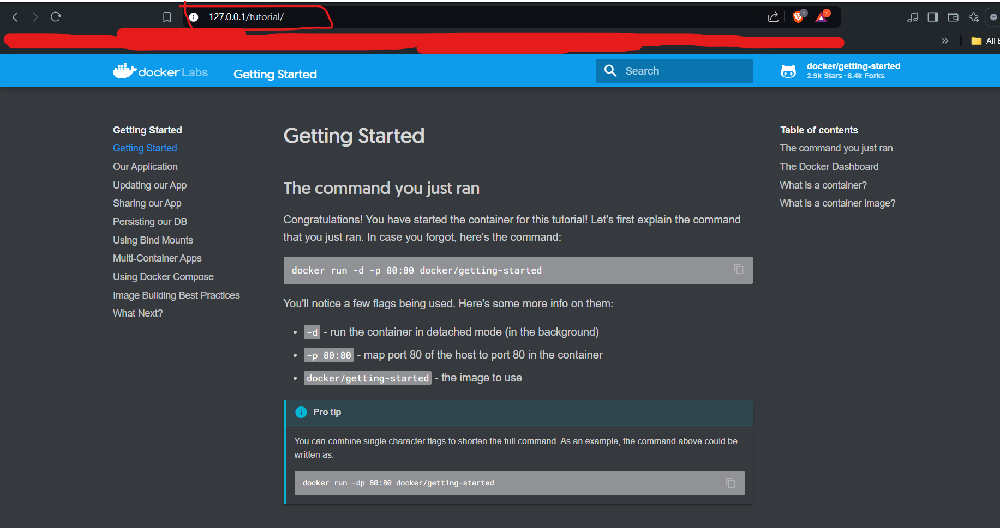 127.0.0.1/tutorial/
1
1
All
dockerLabs
Getting Started
Search
docker/getting-started
2.9k Stars · 6.4k Forks
Getting Started
Getting Started
Our Application
Updating our App
Sharing our App
Persisting our DB
Using Bind Mounts
Multi-Container Apps
Using Docker Compose
Image Building Best Practices
What Next?
Getting Started
The command you just ran
Congratulations! You have started the container for this tutorial! Let's first explain the command
that you just ran. In case you forgot, here's the command:
docker run -d -p 80:80 docker/getting-started
You'll notice a few flags being used. Here's some more info on them:
• -d - run the container in detached mode (in the background)
• -p 80:80 - map port 80 of the host to port 80 in the container
• docker/getting-started - the image to use
Pro tip
You can combine single character flags to shorten the full command. As an example, the command above could be
written as:
docker run -dp 80:80 docker/getting-started
Table of contents
The command you just ran
The Docker Dashboard
What is a container?
What is a container image?